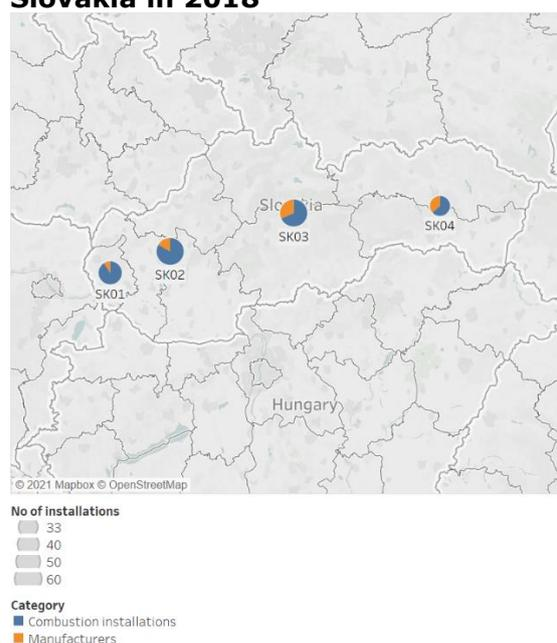 Slovakia in 2018
Slovakia
SK03
SK04
SK02
SK01
Hungary
© 2021 Mapbox © OpenStreetMap
No of installations
33
40
50
60
Category
Combustion installations
Manufacturers